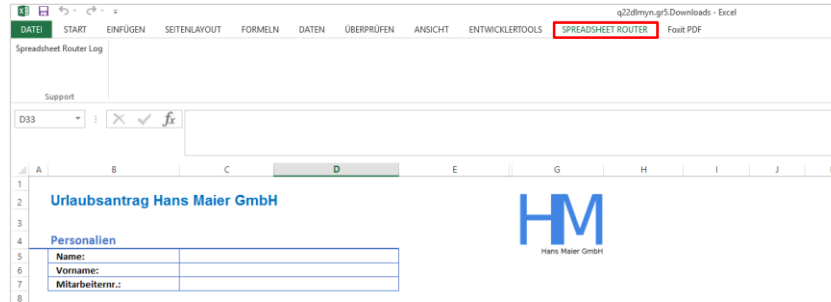 q22dlmyn.gr5.Downloads - Excel
DATEI START EINFÜGEN SEITENLAYOUT FORMELN DATEN ÜBERPRÜFEN ANSICHT ENTWICKLERTOOLS SPREADSHEET ROUTER Foxit PDF
Spreadsheet Router Log
Support
D33 fx
A B C D E G H I J
1
2 Urlaubsantrag Hans Maier GmbH
HM
3
4 Personalien
Hans Maier GmbH
5 Name:
6 Vorname:
7 Mitarbeiternr.:
8